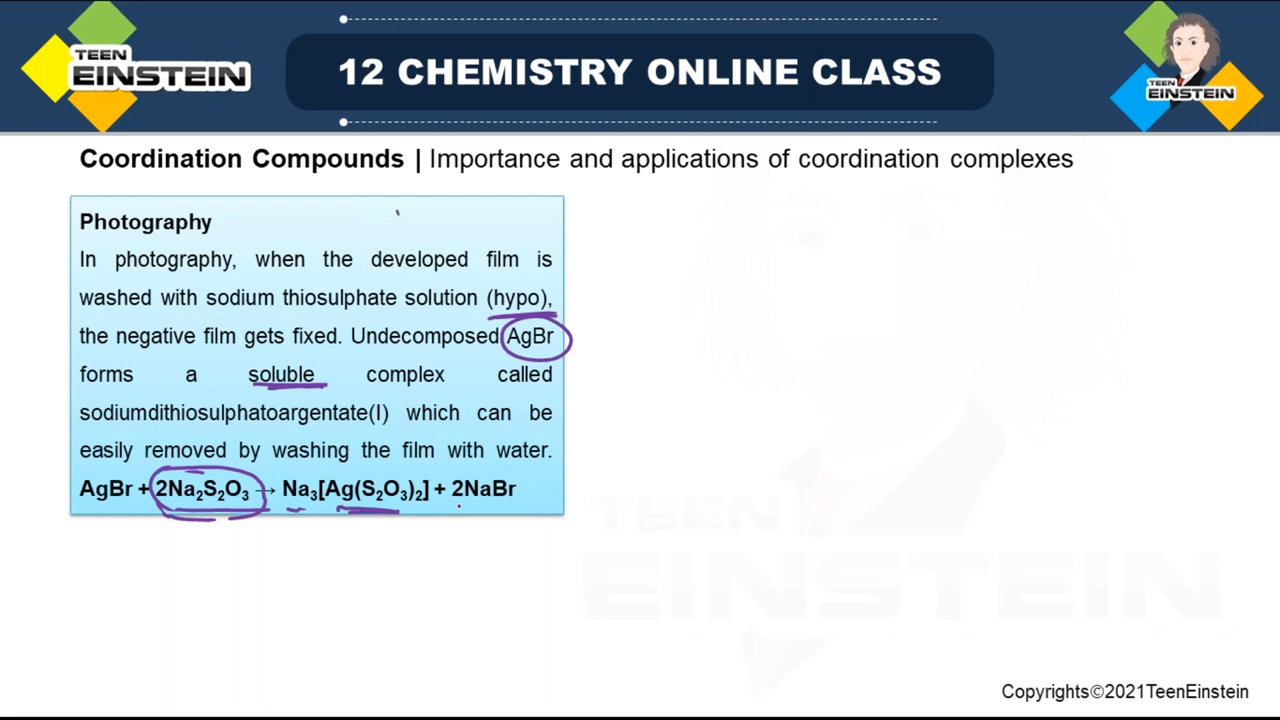 TEEN
EINSTEIN
12 CHEMISTRY ONLINE CLASS
TEEN
EINSTEIN
Coordination Compounds | Importance and applications of coordination complexes
Photography
In photography, when the developed film is
washed with sodium thiosulphate solution (hypo),
the negative film gets fixed. Undecomposed AgBr
forms a soluble complex called
sodiumdithiosulphatoargentate(I) which can be
easily removed by washing the film with water.
AgBr + 2Na₂S₂O₃ → Na₃[Ag(S₂O₃)₂] + 2NaBr
TEEN
EINSTEIN
Copyrights©2021TeenEinstein